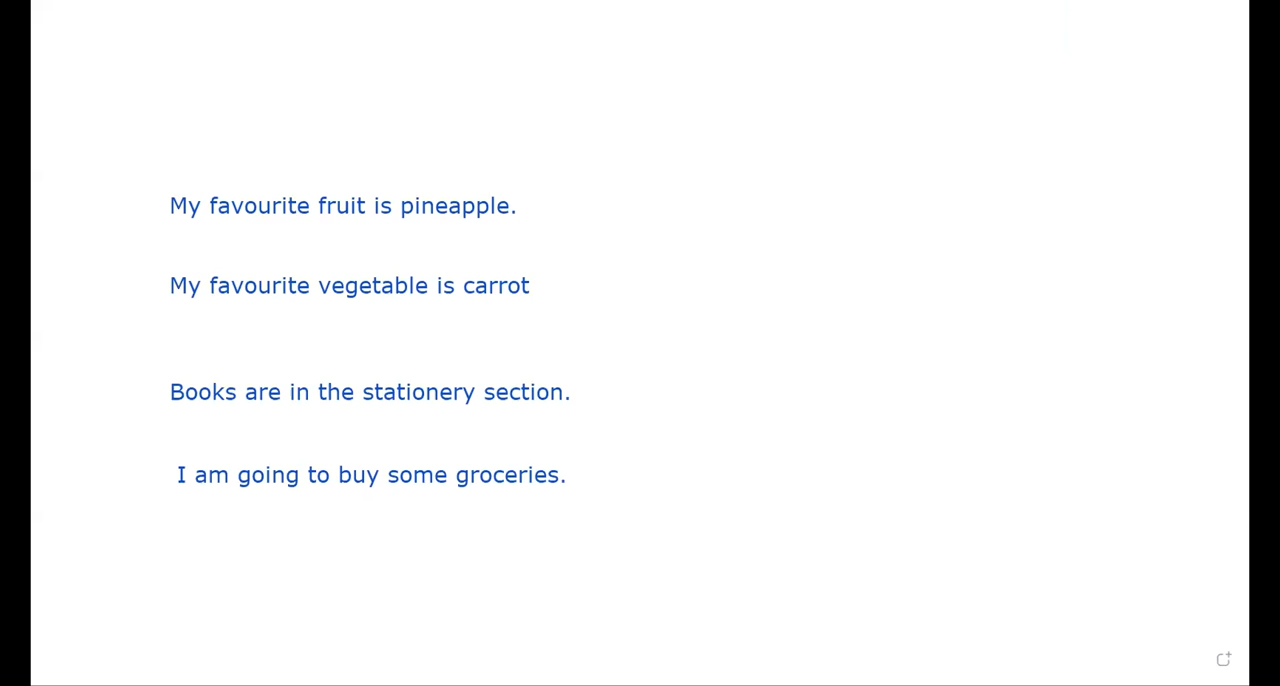 My favourite fruit is pineapple.
My favourite vegetable is carrot
Books are in the stationery section.
I am going to buy some groceries.